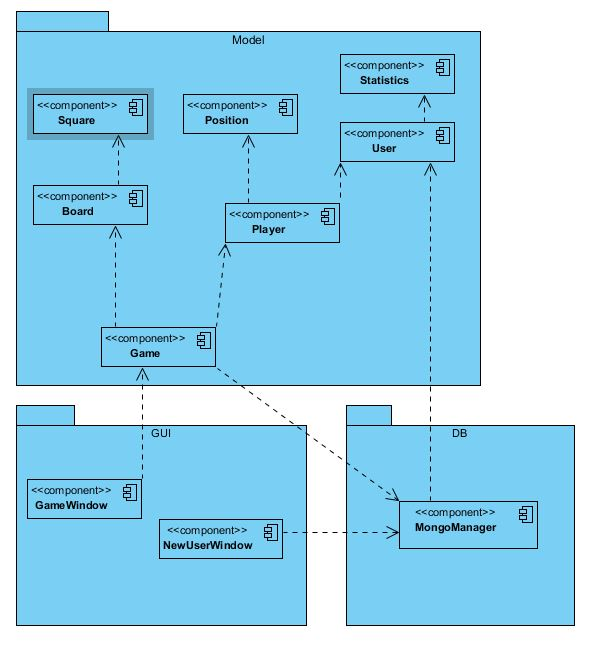 Model
<<component>>
Statistics
<<component>>
Square
<<component>>
Position
<<component>>
User
<<component>>
Board
<<component>>
Player
<<component>>
Game
GUI
DB
<<component>>
GameWindow
<<component>>
MongoManager
<<component>>
NewUserWindow